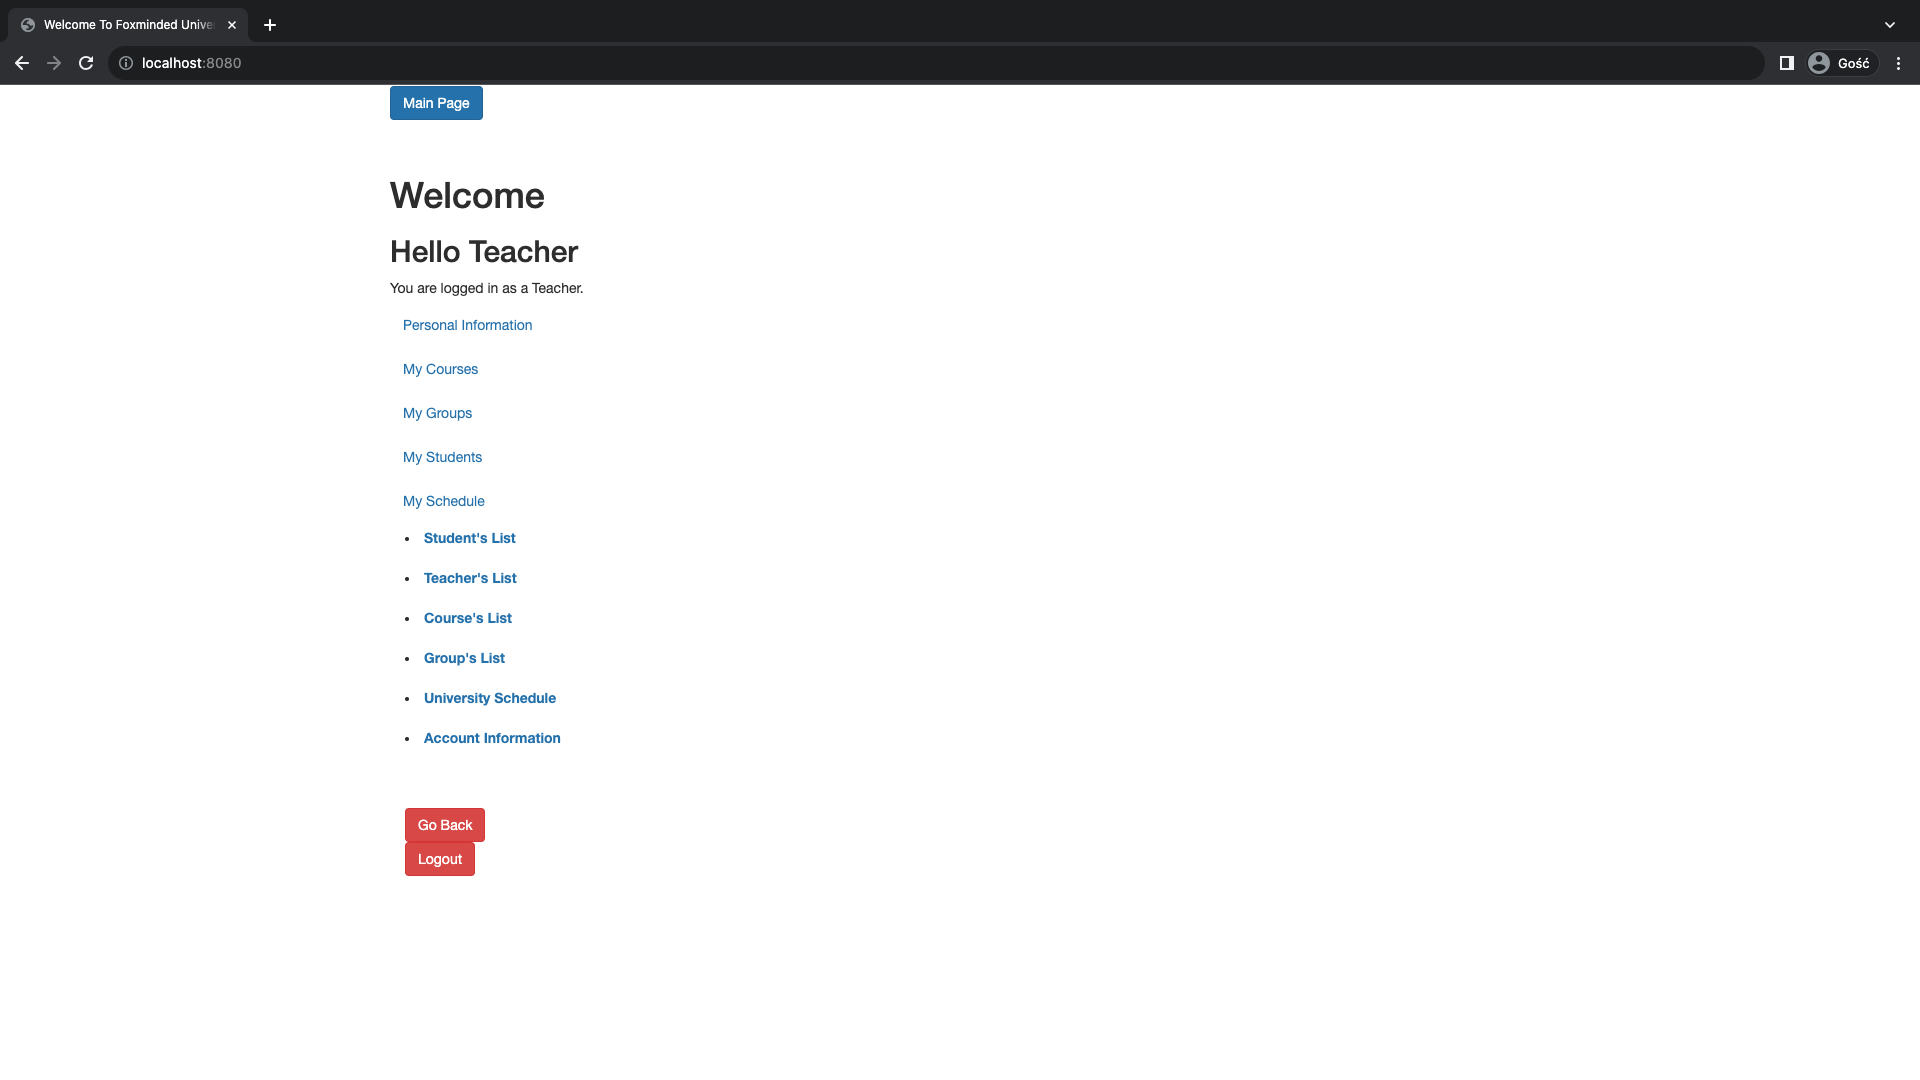 Welcome To Foxminded Unive
localhost:8080
Gość
Main Page
Welcome
Hello Teacher
You are logged in as a Teacher.
Personal Information
My Courses
My Groups
My Students
My Schedule
Student's List
Teacher's List
Course's List
Group's List
University Schedule
Account Information
Go Back
Logout